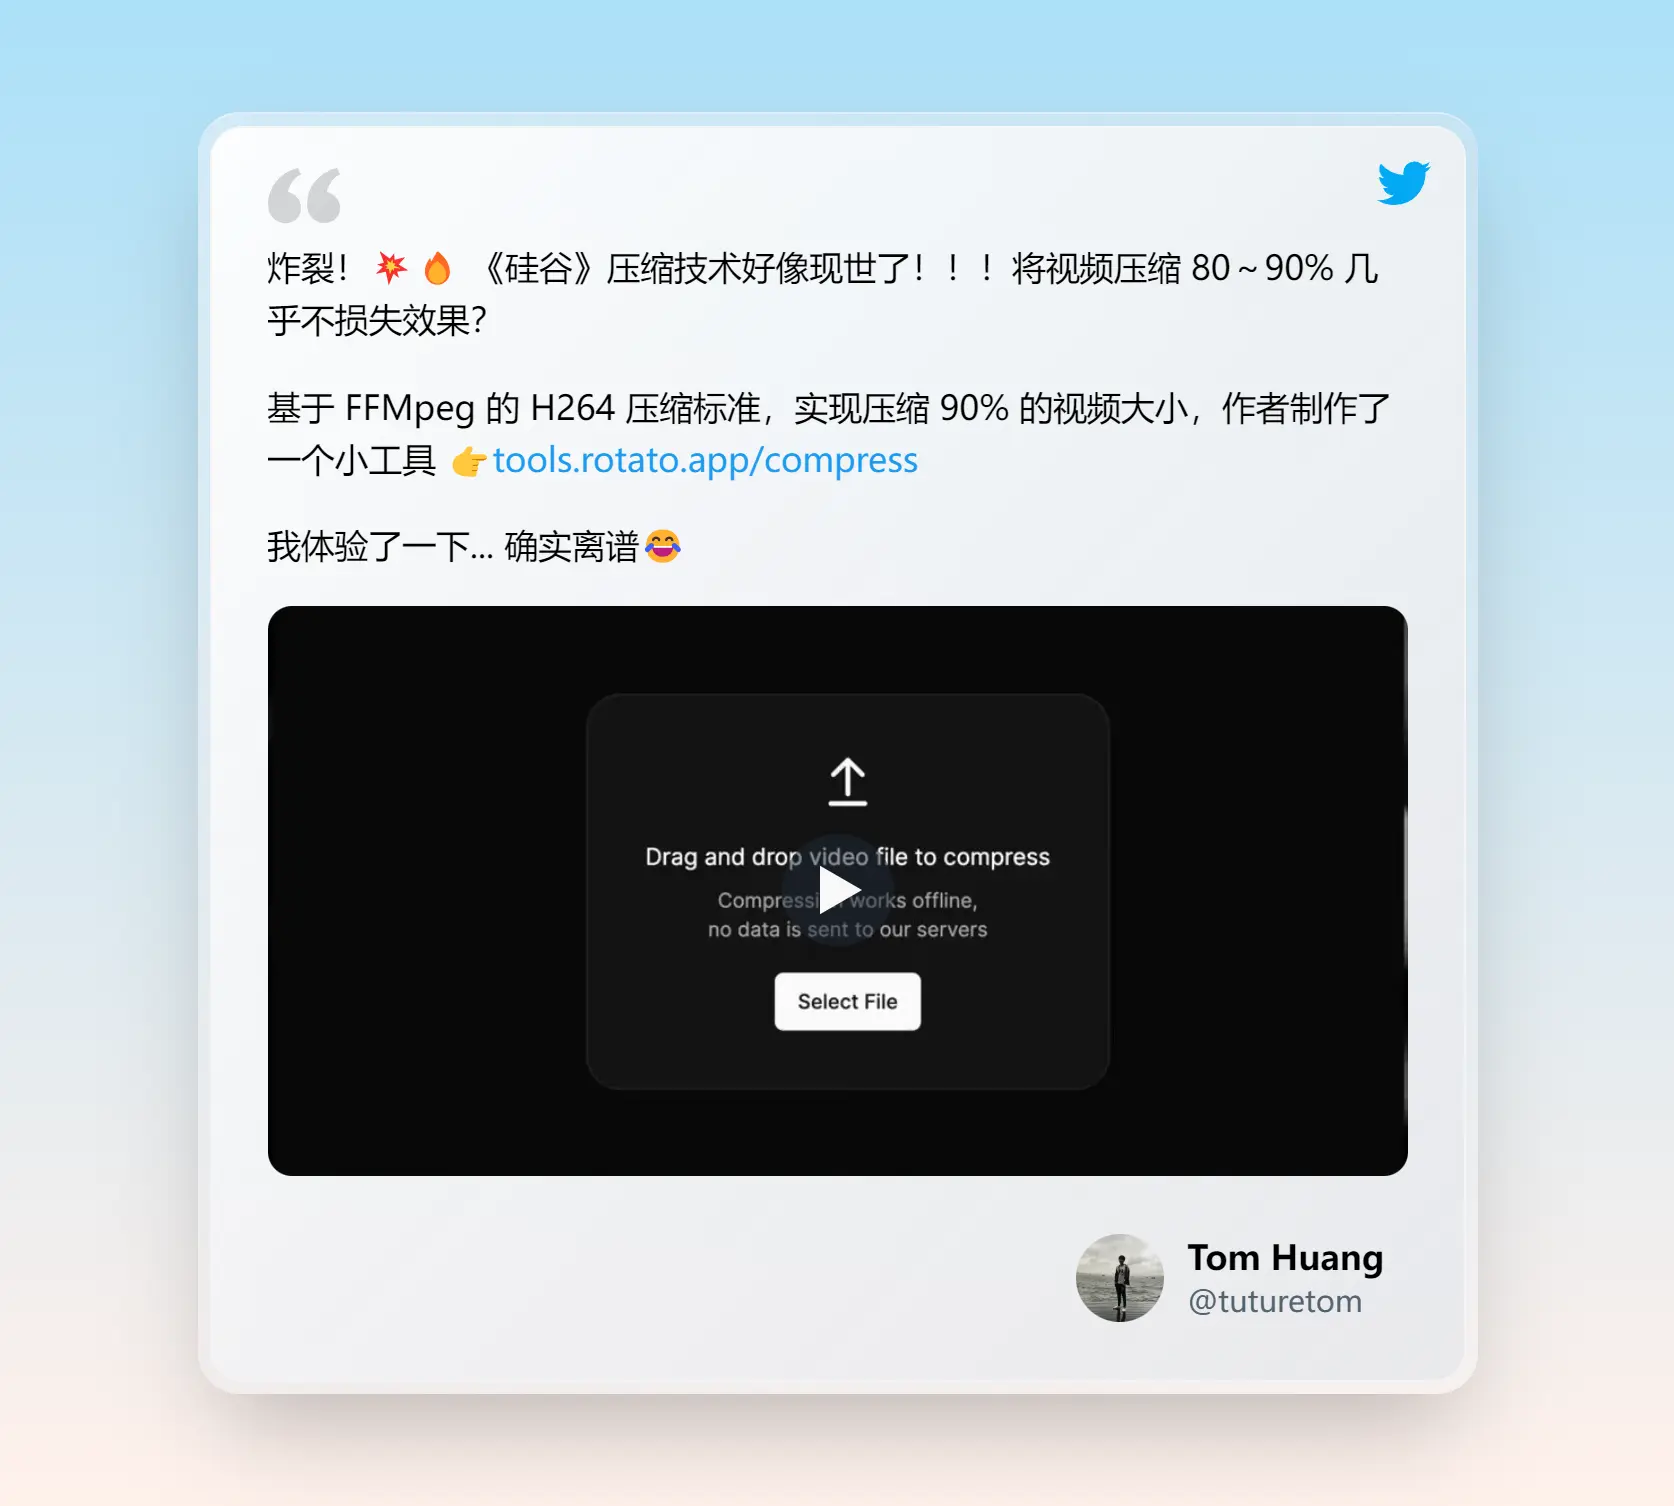 炸裂！💥🔥 《硅谷》压缩技术好像现世了！！！将视频压缩 80～90% 几
乎不损失效果？
基于 FFMpeg 的 H264 压缩标准，实现压缩 90% 的视频大小，作者制作了
一个小工具 👉tools.rotato.app/compress
我体验了一下... 确实离谱😂
Drag and drop video file to compress
Compression works offline,
no data is sent to our servers
Select File
Tom Huang
@tuturetom